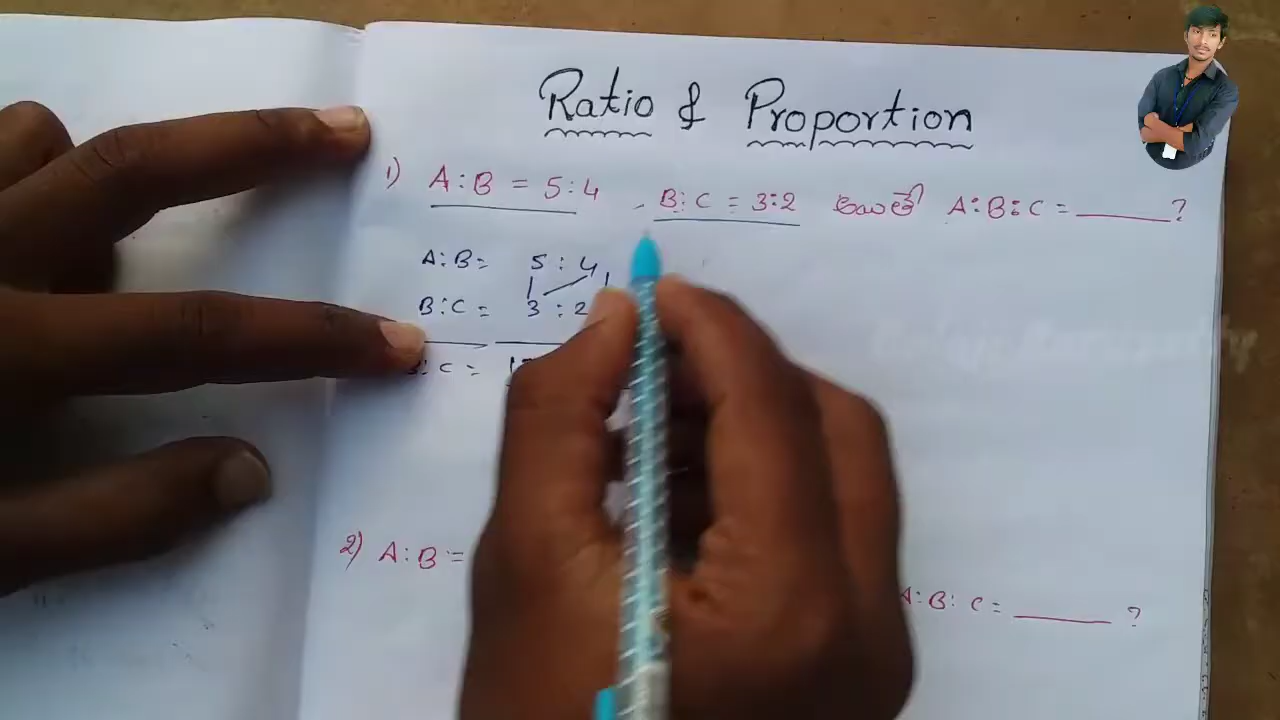 Ratio & Proportion
1) A:B = 5:4 B:C = 3:2 అయితే A:B:C = ______ ?
A:B= 5 : 4
B:C = 3 : 2
: C =
2) A:B =
A:B: C = ______ ?